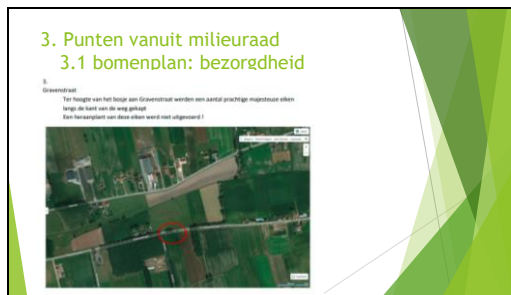 3. Punten vanuit milieuraad
3.1 bomenplan: bezorgdheid
3.
Gravenstraat
Ter hoogte van het bosje aan Gravenstraat werden een aantal prachtige majesteuze eiken
langs de kant van de weg gekapt
Een heraanplant van deze eiken werd niet uitgevoerd !